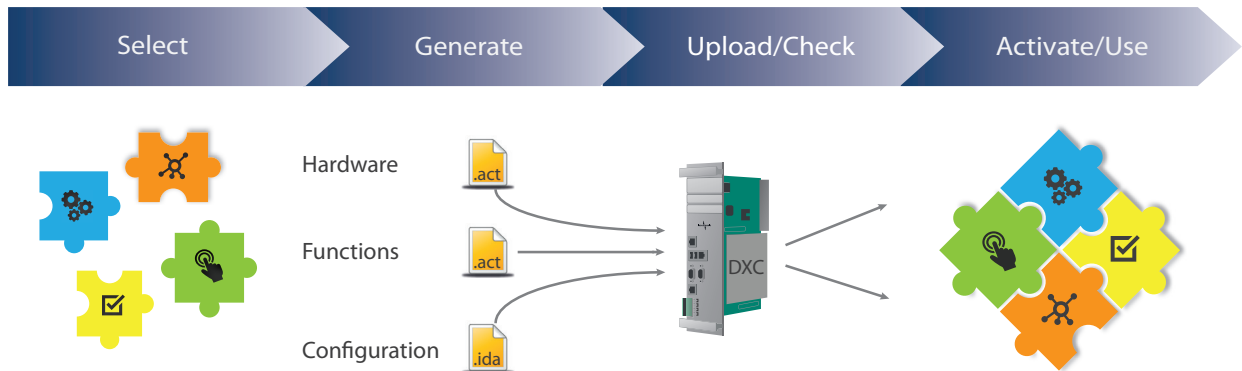 Select
Generate
Upload/Check
Activate/Use
Hardware
.act
Functions
.act
DXC
Configuration
.ida